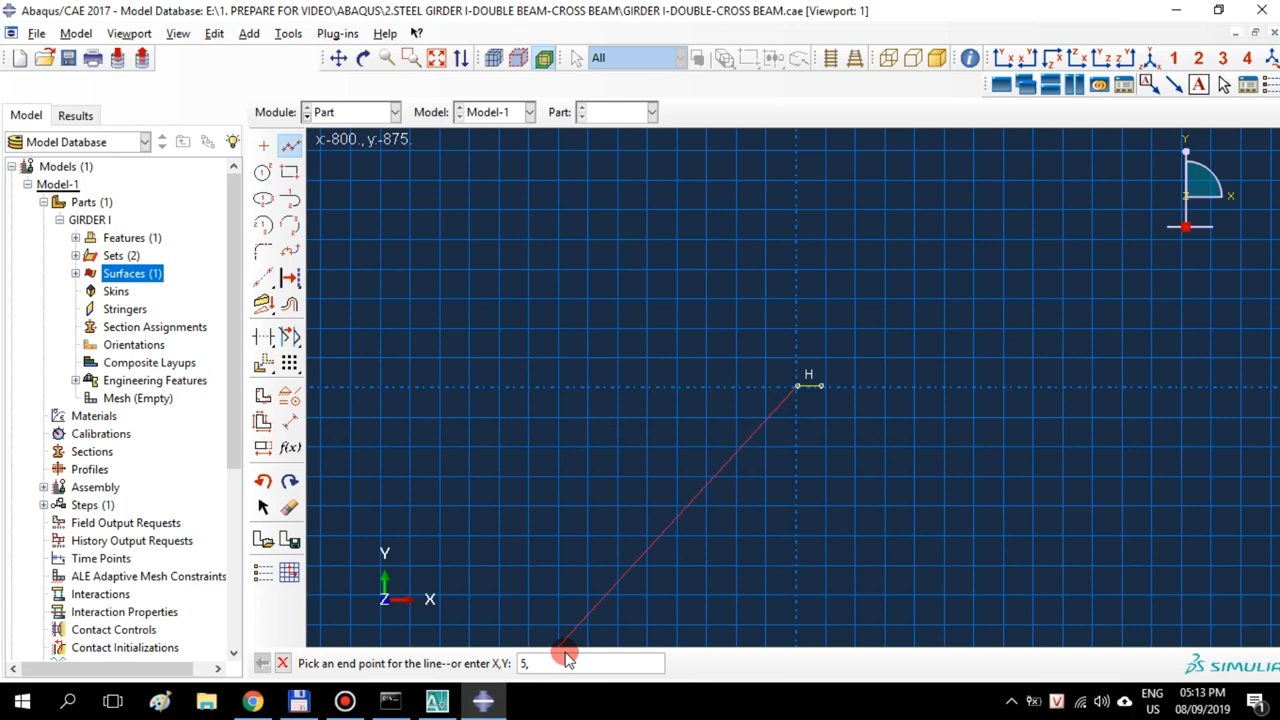 Abaqus/CAE 2017 - Model Database: E:\1. PREPARE FOR VIDEO\ABAQUS\2.STEEL GIRDER I-DOUBLE BEAM-CROSS BEAM\GIRDER I-DOUBLE-CROSS BEAM.cae [Viewport: 1]
File Model Viewport View Edit Add Tools Plug-ins Help
All
1 2 3 4
Model Results Module: Part Model: Model-1 Part:
Model Database
x:-800., y:-875.
Models (1)
Model-1
Parts (1)
GIRDER I
Features (1)
Sets (2)
Surfaces (1)
Skins
Stringers
Section Assignments
Orientations
Composite Layups
Engineering Features
Mesh (Empty)
Materials
Calibrations
Sections
Profiles
Assembly
Steps (1)
Field Output Requests
History Output Requests
Time Points
ALE Adaptive Mesh Constraints
Interactions
Interaction Properties
Contact Controls
Contact Initializations
f(x)
H
Y
Z X
Y
Z X
Pick an end point for the line--or enter X,Y: 5,
SIMULIA
ENG
US
05:13 PM
08/09/2019